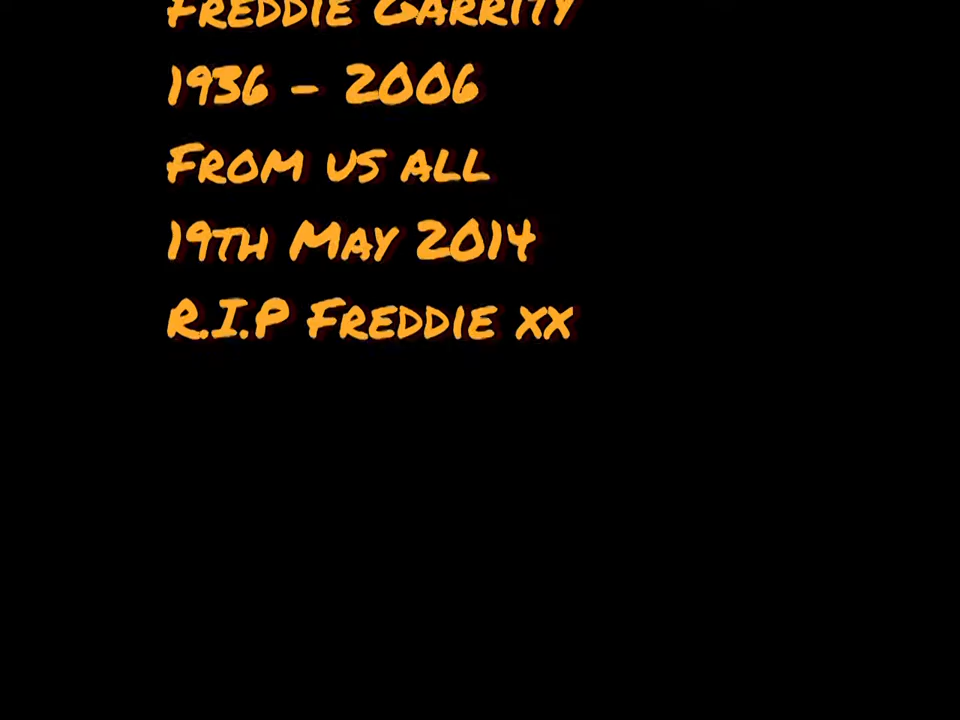 Freddie Garrity
1936 - 2006
From us all
19th May 2014
R.I.P Freddie xx